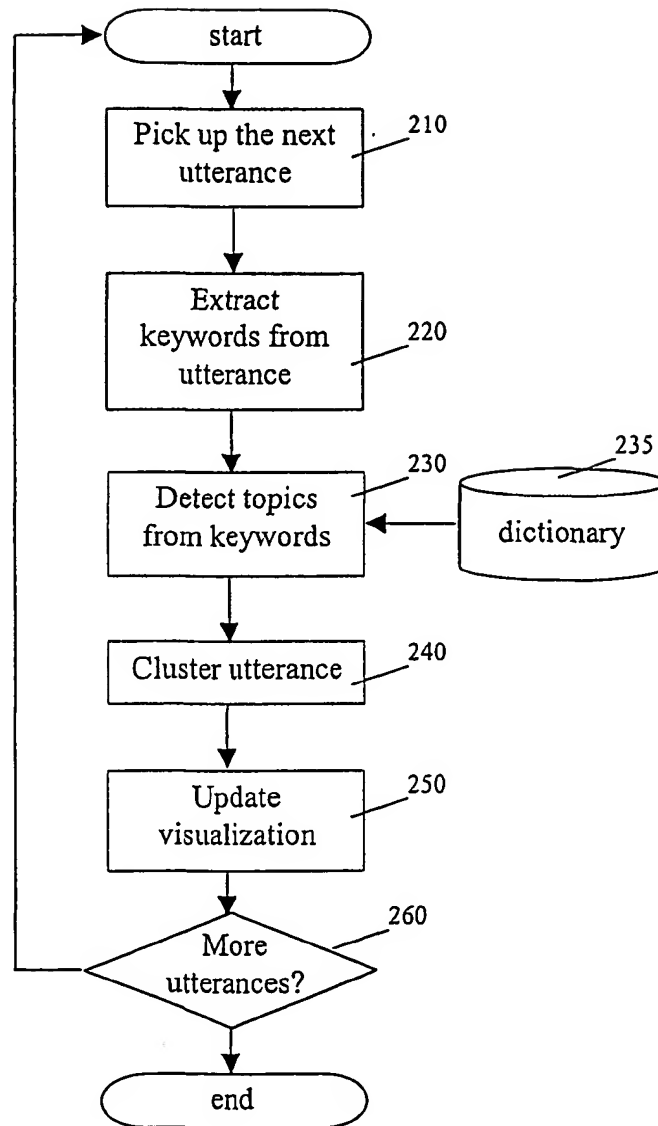 start
Pick up the next
utterance
210
Extract
keywords from
utterance
220
Detect topics
from keywords
230
235
dictionary
Cluster utterance
240
Update
visualization
250
More
utterances?
260
end